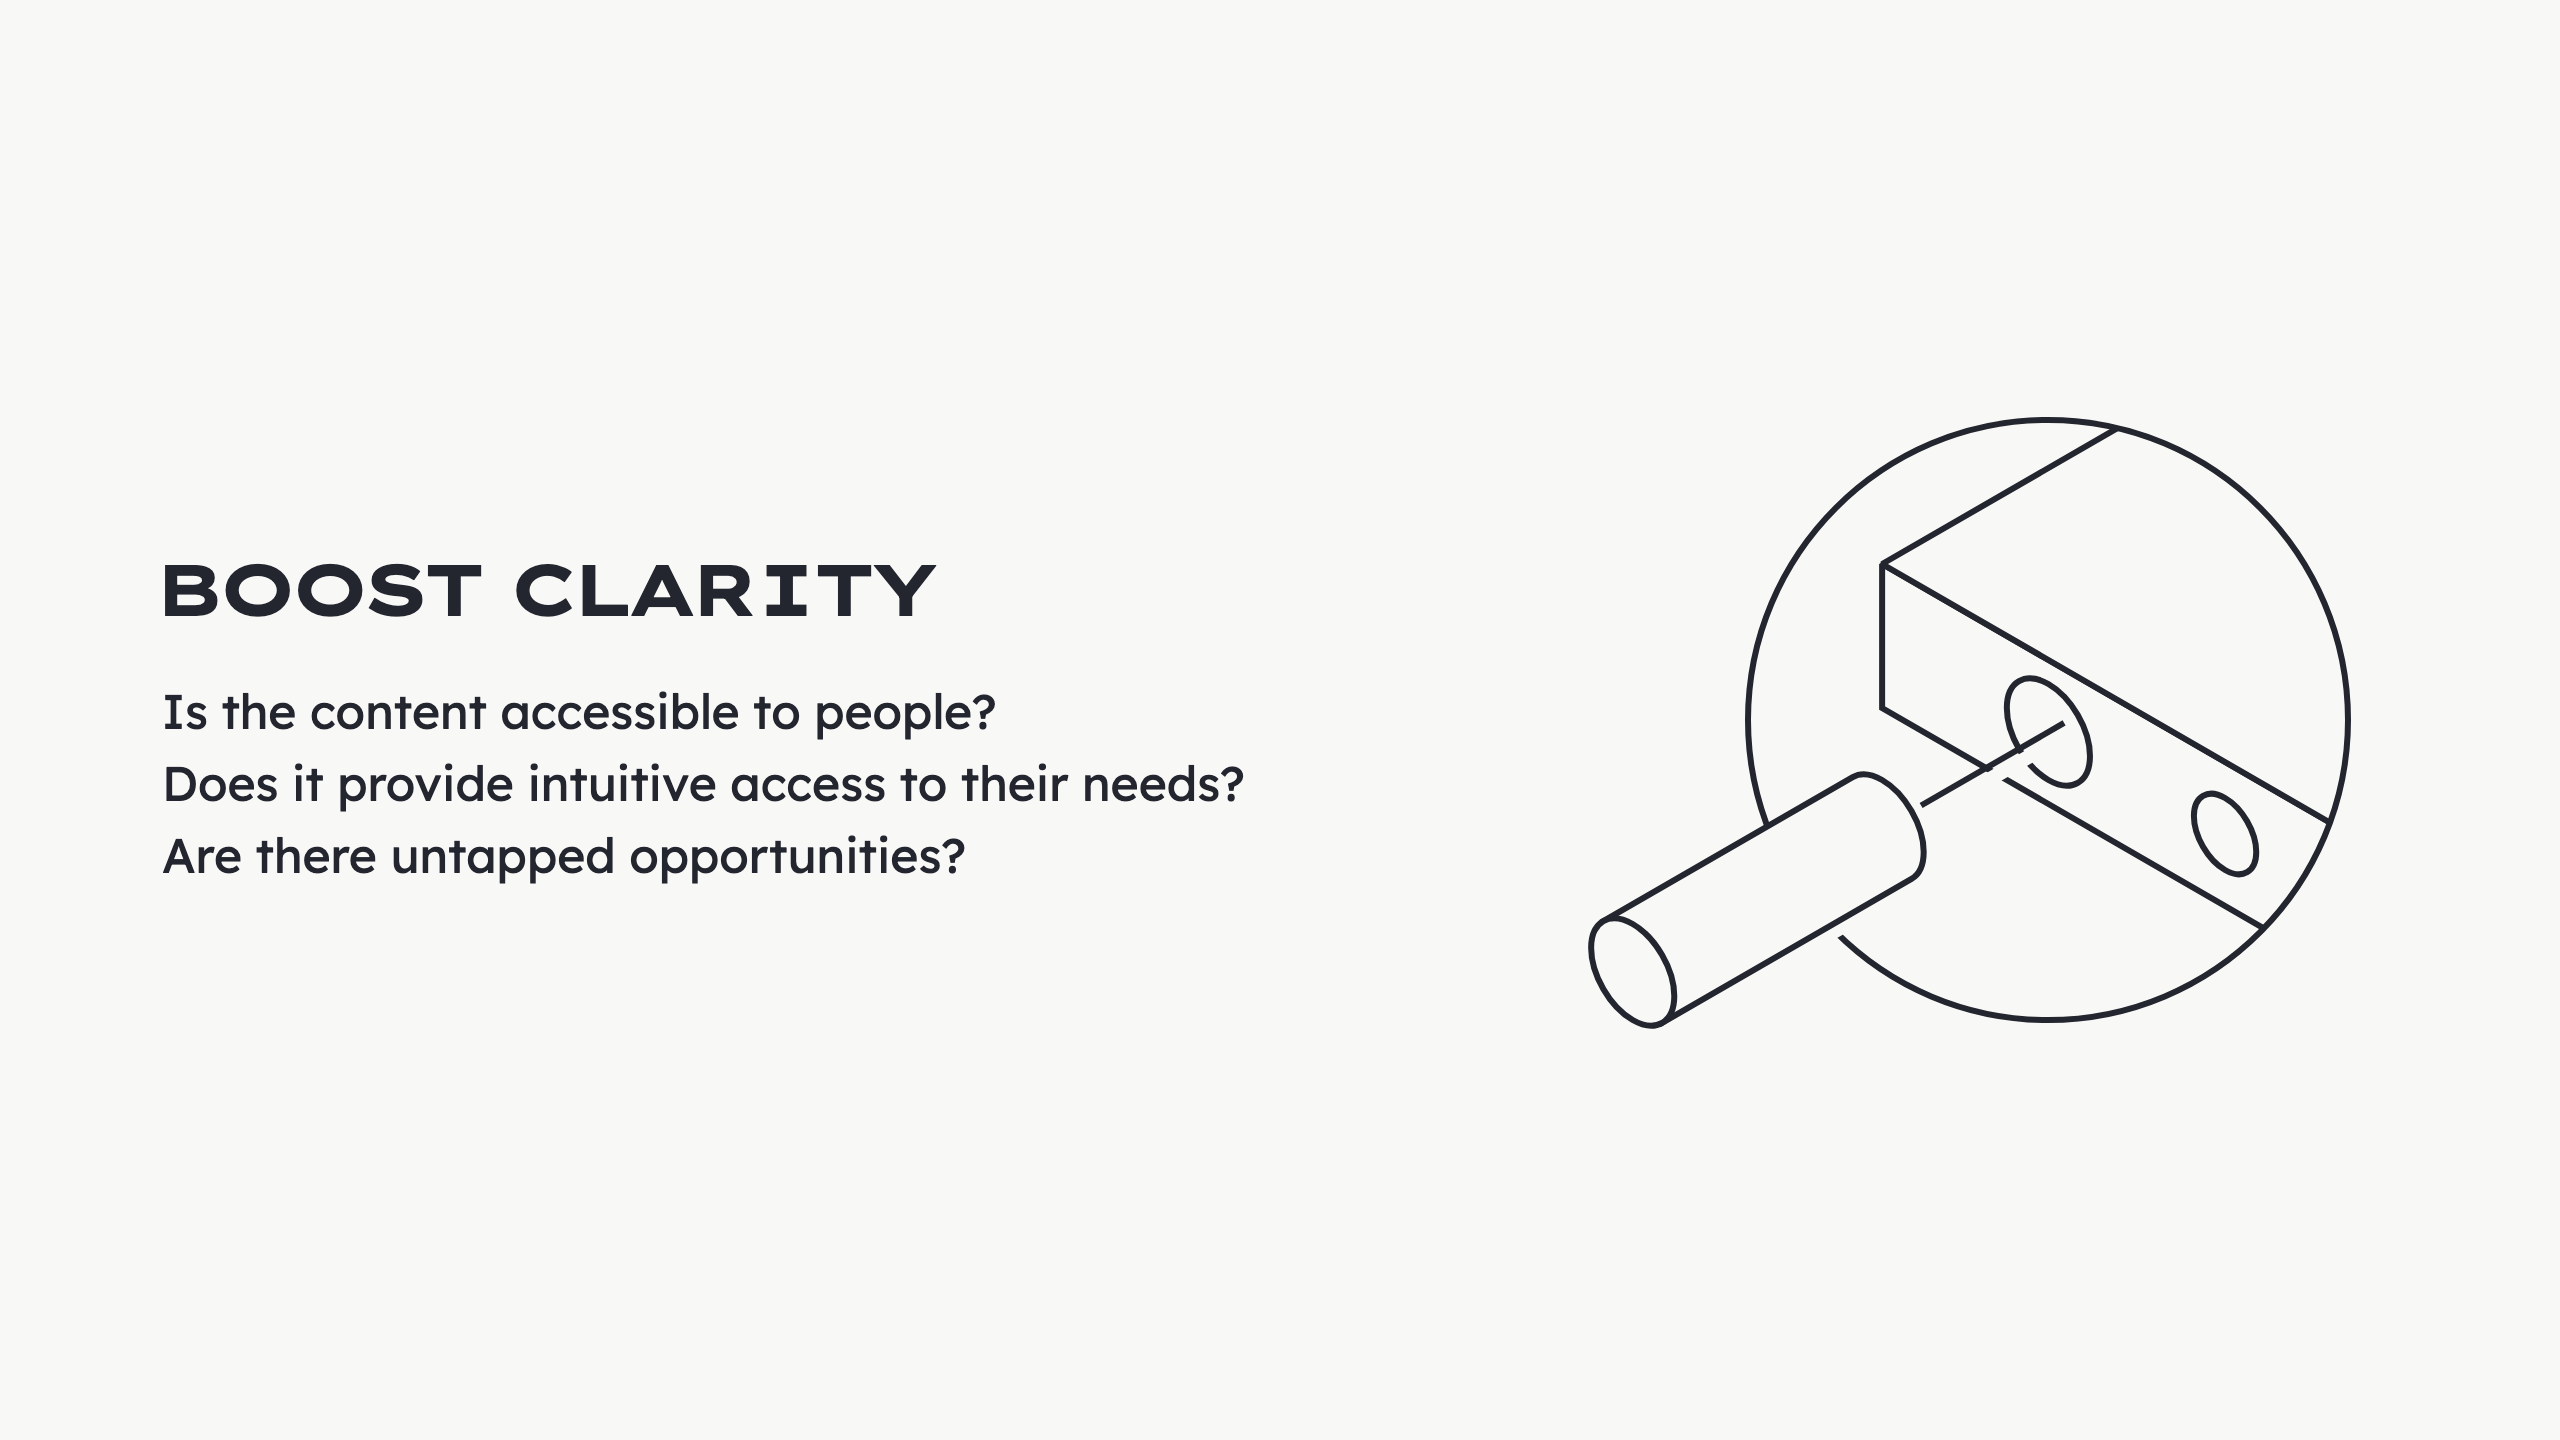 BOOST CLARITY
Is the content accessible to people?
Does it provide intuitive access to their needs?
Are there untapped opportunities?